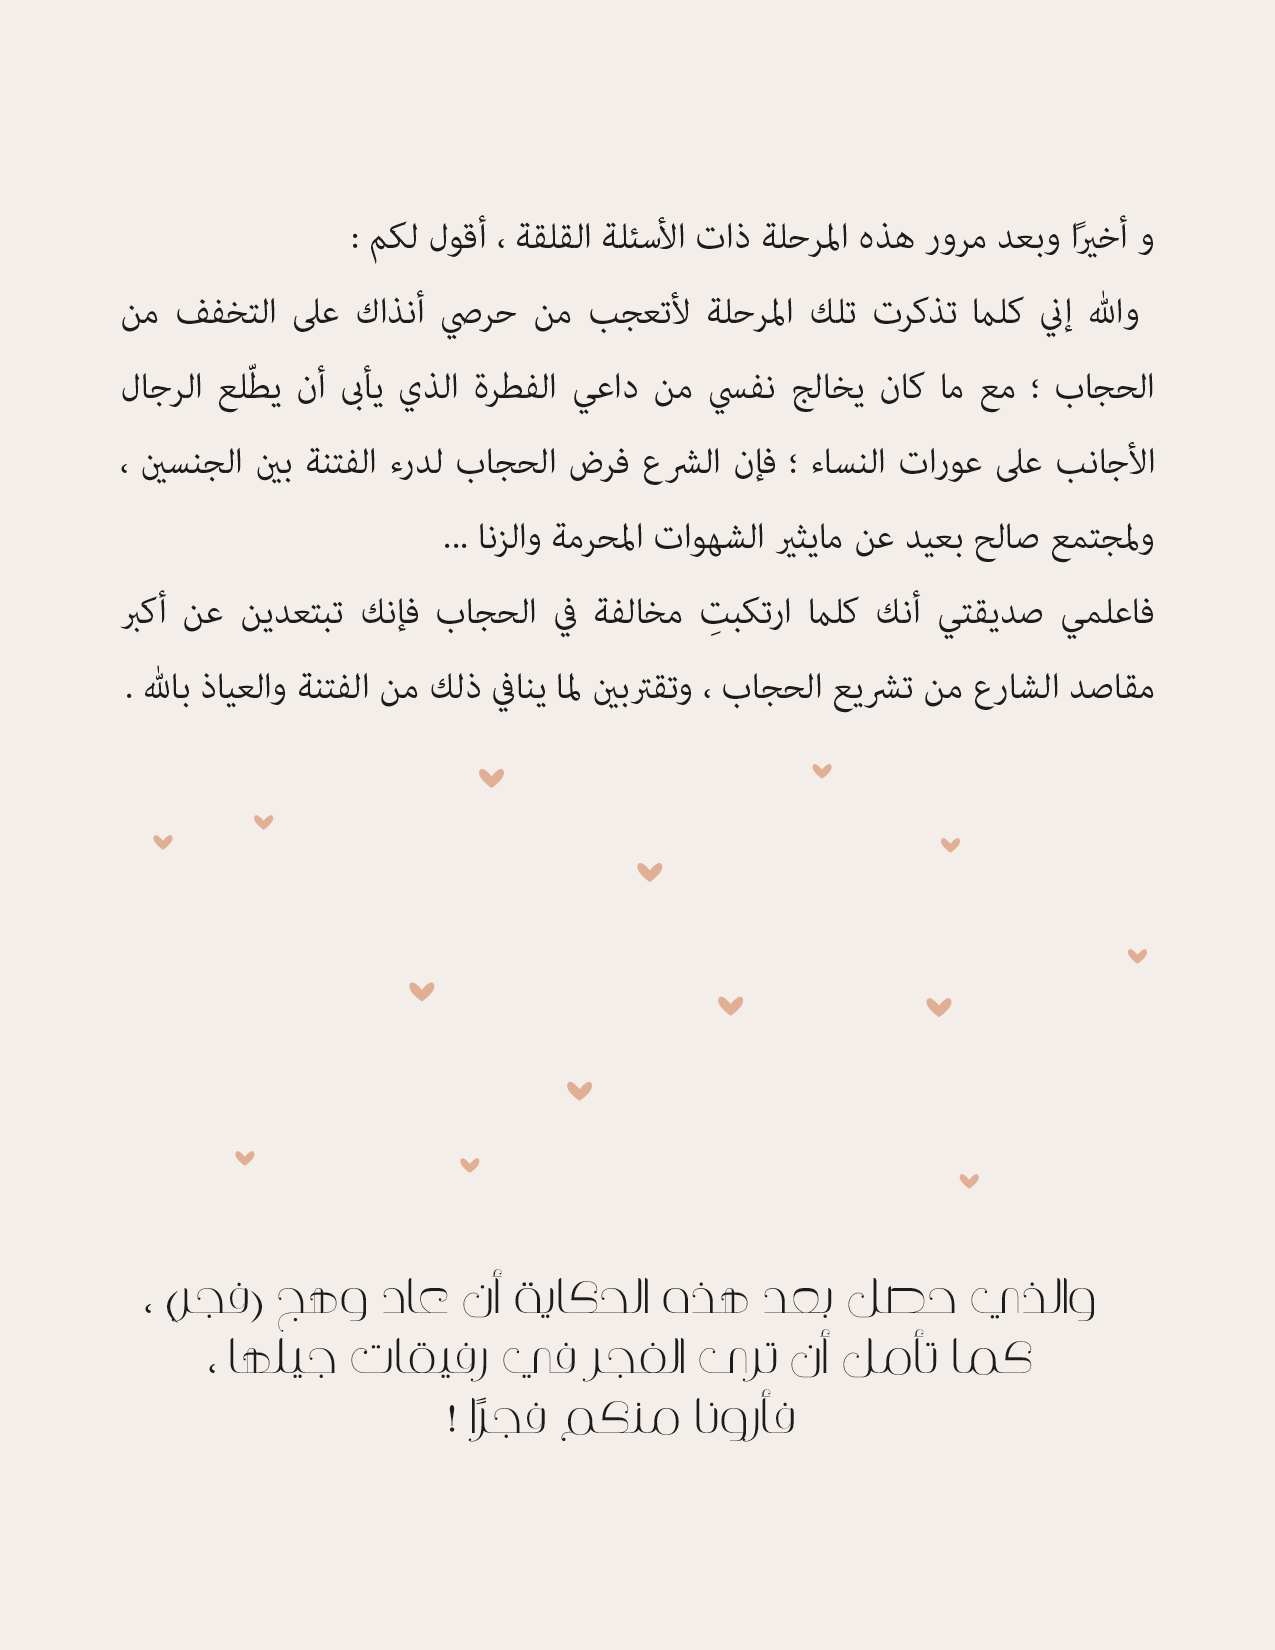 و أخيرًا وبعد مرور هذه المرحلة ذات الأسئلة القلقة ، أقول لكم :
والله إني كلما تذكرت تلك المرحلة لأتعجب من حرصي أنذاك على التخفف من
الحجاب ؛ مع ما كان يخالج نفسي من داعي الفطرة الذي يأبى أن يطّلع الرجال
الأجانب على عورات النساء ؛ فإن الشرع فرض الحجاب لدرء الفتنة بين الجنسين ،
ولمجتمع صالح بعيد عن مايثير الشهوات المحرمة والزنا ...
فاعلمي صديقتي أنك كلما ارتكبتِ مخالفة في الحجاب فإنك تبتعدين عن أكبر
مقاصد الشارع من تشريع الحجاب ، وتقتربين لما ينافي ذلك من الفتنة والعياذ بالله .
والذي حصل بعد هذه الحكاية أن عاد وهج (فجر) ،
كما تأمل أن ترى الفجر في رفيقات جيلها ،
فأرونا منكم فجرًا !